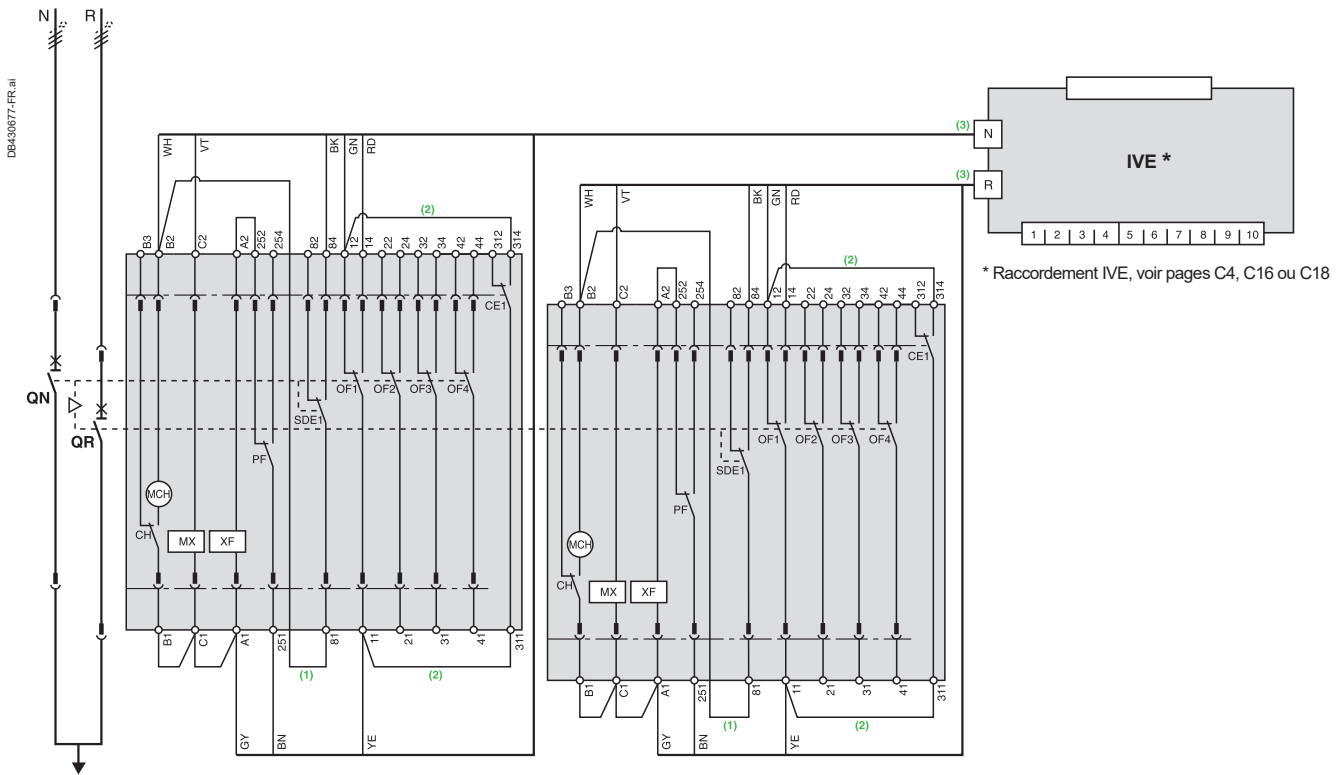 N R
DB430677-FR.ai
WH VT BK GN RD
(2)
B3 B2 C2 A2 252 254 82 84 12 14 22 24 32 34 42 44 312 314
CE1
OF1 OF2 OF3 OF4
SDE1
PF
QN
QR
MCH
CH
MX XF
B1 C1 A1 251 81 11 21 31 41 311
(1) (2)
GY BN YE
(3) N
(3) R
IVE *
1 2 3 4 5 6 7 8 9 10
* Raccordement IVE, voir pages C4, C16 ou C18
WH VT BK GN RD
(2)
B3 B2 C2 A2 252 254 82 84 12 14 22 24 32 34 42 44 312 314
CE1
OF1 OF2 OF3 OF4
SDE1
PF
MCH
CH
MX XF
B1 C1 A1 251 81 11 21 31 41 311
(1) (2)
GY BN YE